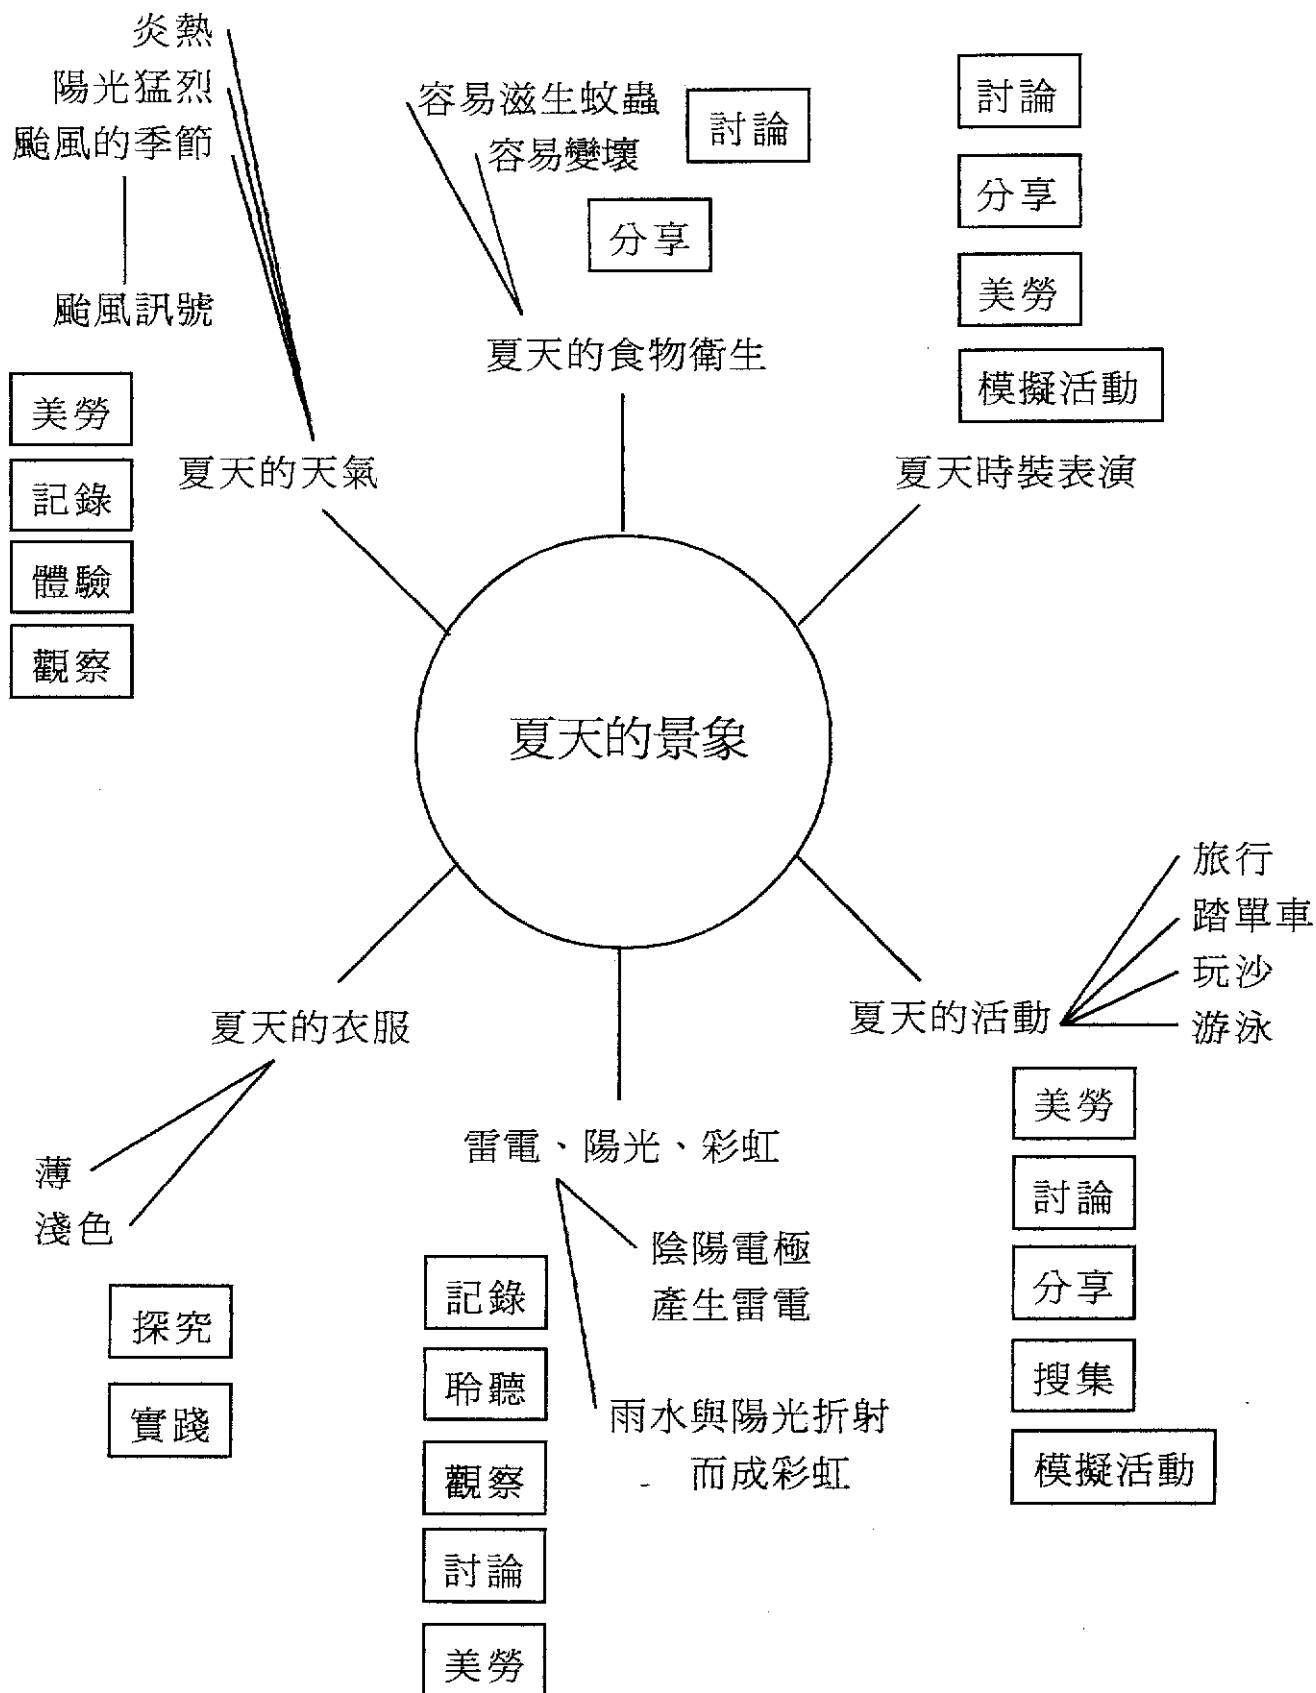 炎熱
陽光猛烈
颱風的季節
颱風訊號
美勞
記錄
體驗
觀察
夏天的天氣
容易滋生蚊蟲
容易變壞
討論
分享
夏天的食物衛生
討論
分享
美勞
模擬活動
夏天時裝表演
夏天的景象
夏天的衣服
薄
淺色
探究
實踐
雷電、陽光、彩虹
陰陽電極
產生雷電
雨水與陽光折射
而成彩虹
記錄
聆聽
觀察
討論
美勞
夏天的活動
旅行
踏單車
玩沙
游泳
美勞
討論
分享
搜集
模擬活動